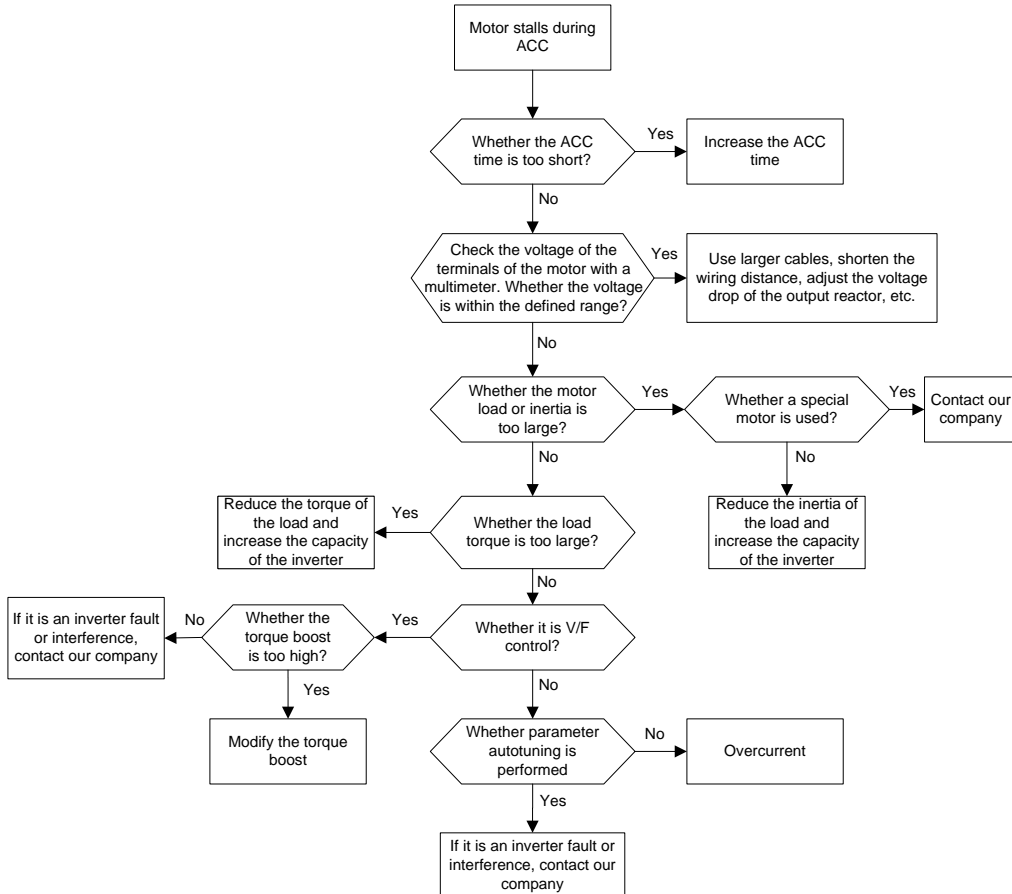 Motor stalls during
ACC
Whether the ACC
time is too short?
Yes
Increase the ACC
time
No
Check the voltage of the
terminals of the motor with a
multimeter. Whether the voltage
is within the defined range?
Yes
Use larger cables, shorten the
wiring distance, adjust the voltage
drop of the output reactor, etc.
No
Whether the motor
load or inertia is
too large?
Yes
Whether a special
motor is used?
Yes
Contact our
company
No
No
Reduce the inertia of
the load and
increase the capacity
of the inverter
Whether the load
torque is too large?
Yes
Reduce the torque of
the load and
increase the capacity
of the inverter
No
Whether it is V/F
control?
Yes
Whether the
torque boost
is too high?
No
If it is an inverter fault
or interference,
contact our company
Yes
Modify the torque
boost
No
Whether parameter
autotuning is
performed
No
Overcurrent
Yes
If it is an inverter fault or
interference, contact our
company